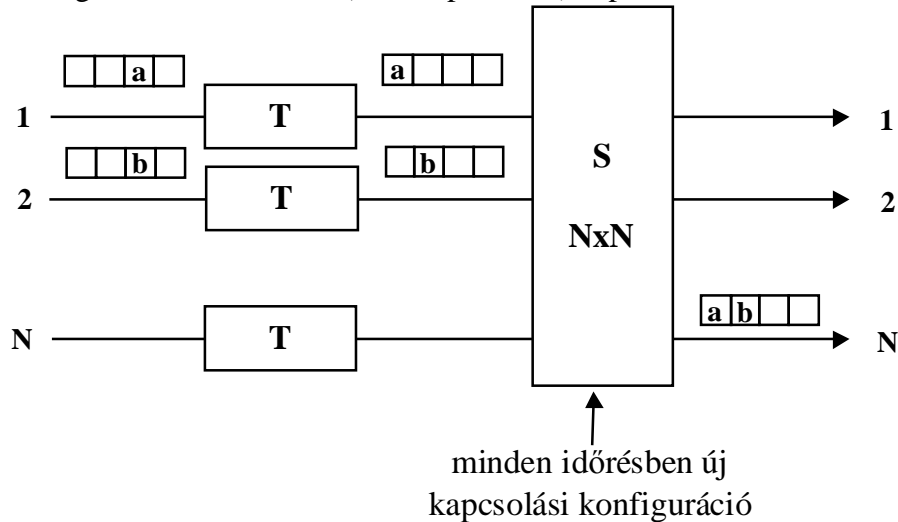 a
a
1
T
1
S
b
b
2
T
2
NxN
a b
N
T
N
minden időrésben új
kapcsolási konfiguráció